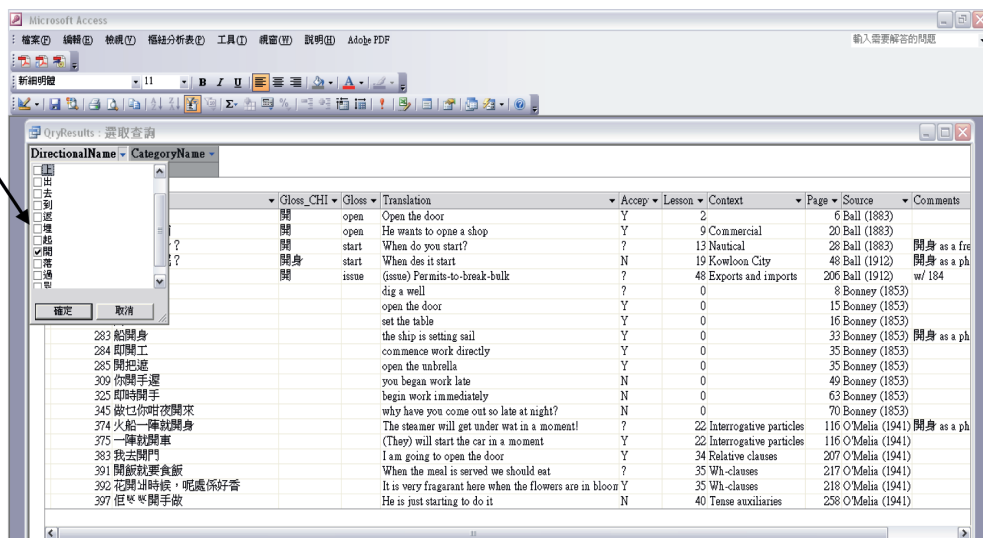 Microsoft Access
檔案(F) 編輯(E) 檢視(V) 樞紐分析表(P) 工具(T) 視窗(W) 說明(H) Adobe PDF 輸入需要解答的問題
新細明體 11 B I U A
QryResults : 選取查詢
DirectionalName CategoryName
上
出
去
到
返
埋
起
開
落
過
確定 取消
Gloss_CHI Gloss Translation Accep Lesson Context Page Source Comments
開 open Open the door Y 2 6 Ball (1883)
開 open He wants to opne a shop Y 9 Commercial 20 Ball (1883)
? 開 start When do you start? ? 13 Nautical 28 Ball (1883) 開身 as a fre
? 開身 start When des it start N 19 Kowloon City 48 Ball (1912) 開身 as a ph
開 issue (issue) Permits-to-break-bulk ? 48 Exports and imports 206 Ball (1912) w/ 184
dig a well ? 0 8 Bonney (1853)
open the door Y 0 15 Bonney (1853)
set the table Y 0 16 Bonney (1853)
283 船開身 the ship is setting sail Y 0 33 Bonney (1853) 開身 as a ph
284 即開工 commence work directly Y 0 35 Bonney (1853)
285 開把遮 open the unbrella Y 0 35 Bonney (1853)
309 你開手遲 you began work late N 0 49 Bonney (1853)
325 即時開手 begin work immediately N 0 63 Bonney (1853)
345 做乜你咁夜開來 why have you come out so late at night? N 0 70 Bonney (1853)
374 火船一陣就開身 The steamer will get under wat in a moment! ? 22 Interrogative particles 116 O'Melia (1941) 開身 as a ph
375 一陣就開車 (They) will start the car in a moment Y 22 Interrogative particles 116 O'Melia (1941)
383 我去開門 I am going to open the door Y 34 Relative clauses 207 O'Melia (1941)
391 開飯就要食飯 When the meal is served we should eat ? 35 Wh-clauses 217 O'Melia (1941)
392 花開 時候，呢處係好香 It is very fragarant here when the flowers are in bloom Y 35 Wh-clauses 218 O'Melia (1941)
397 佢 開手做 He is just starting to do it N 40 Tense auxiliaries 258 O'Melia (1941)